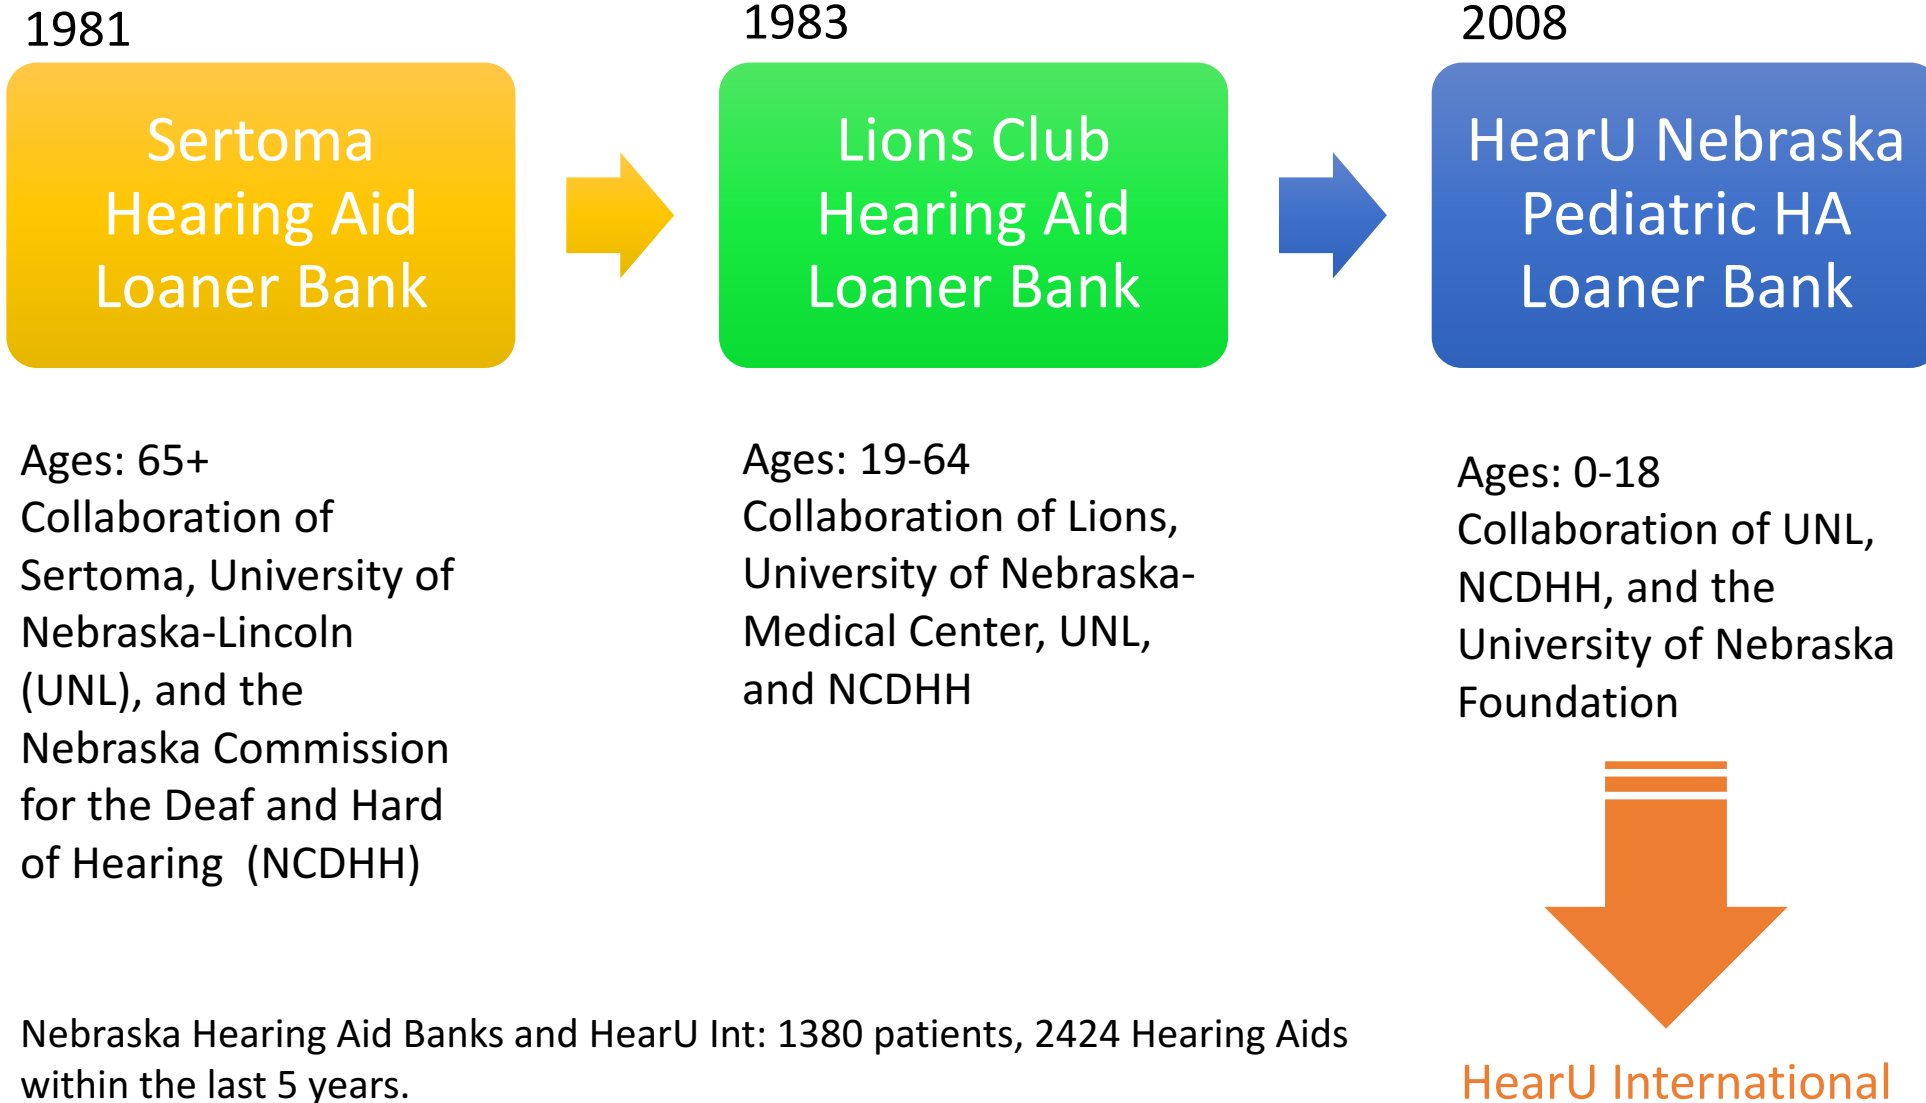 1981
Sertoma
Hearing Aid
Loaner Bank
Ages: 65+
Collaboration of
Sertoma, University of
Nebraska-Lincoln
(UNL), and the
Nebraska Commission
for the Deaf and Hard
of Hearing  (NCDHH)
1983
Lions Club
Hearing Aid
Loaner Bank
Ages: 19-64
Collaboration of Lions,
University of Nebraska-
Medical Center, UNL,
and NCDHH
2008
HearU Nebraska
Pediatric HA
Loaner Bank
Ages: 0-18
Collaboration of UNL,
NCDHH, and the
University of Nebraska
Foundation
HearU International
Nebraska Hearing Aid Banks and HearU Int: 1380 patients, 2424 Hearing Aids
within the last 5 years.